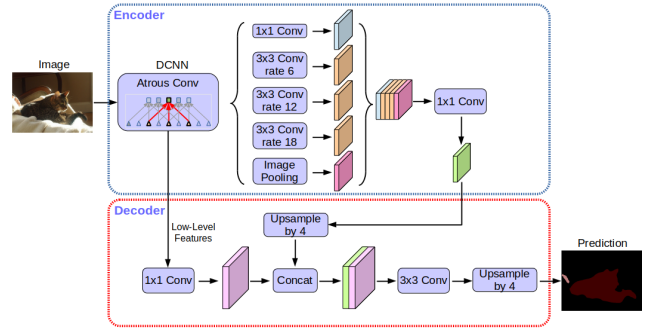 Encoder
Image
DCNN
Atrous Conv
1x1 Conv
3x3 Conv
rate 6
3x3 Conv
rate 12
3x3 Conv
rate 18
Image
Pooling
1x1 Conv
Decoder
Low-Level
Features
Upsample
by 4
1x1 Conv
Concat
3x3 Conv
Upsample
by 4
Prediction